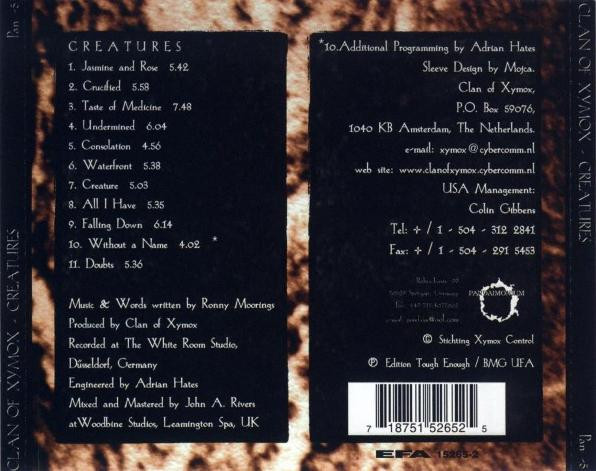 CREATURES
1. Jasmine and Rose 5.42
2. Crucified 5.58
3. Taste of Medicine 7.48
4. Undermined 6.04
5. Consolation 4.56
6. Waterfront 5.38
7. Creature 5.03
8. All I Have 5.35
9. Falling Down 6.14
10. Without a Name 4.02 *
11. Doubts 5.36
Music & Words written by Ronny Moorings
Produced by Clan of Xymox
Recorded at The White Room Studio,
Düsseldorf, Germany
Engineered by Adrian Hates
Mixed and Mastered by John A. Rivers
at Woodbine Studios, Leamington Spa, UK
*10. Additional Programming by Adrian Hates
Sleeve Design by Mojca.
Clan of Xymox,
P.O. Box 59076,
1040 KB Amsterdam, The Netherlands.
e-mail: xymox@cybercomm.nl
web site: www.clanofxymox.cybercomm.nl
USA Management:
Colin Gibbens
Tel: + / 1 - 504 - 312 2841
Fax: + / 1 - 504 - 291 5453
Stuttgart, Germany
PANDAIMONIUM
© Stichting Xymox Control
℗ Edition Tough Enough / BMG UFA
7 18751 52652 5
EFA 15265-2
CLAN OF XYMOX - CREATURES
Pan -5
CLAN OF XYMOX - CREATURES
Pan -5